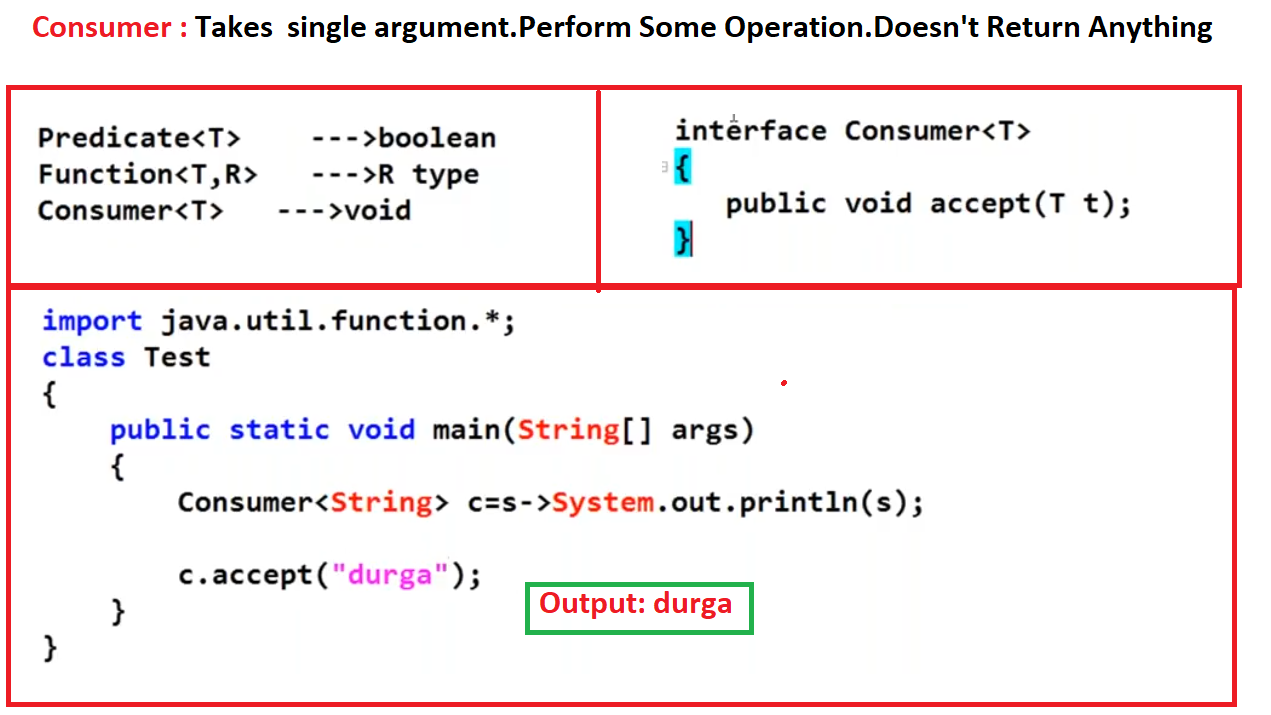 Consumer : Takes  single argument.Perform Some Operation.Doesn't Return Anything
Predicate<T>    --->boolean
Function<T,R>   --->R type
Consumer<T>   --->void
interface Consumer<T>
{
   public void accept(T t);
}
import java.util.function.*;
class Test
{
    public static void main(String[] args)
    {
        Consumer<String> c=s->System.out.println(s);
        c.accept("durga");
    }
}
Output: durga